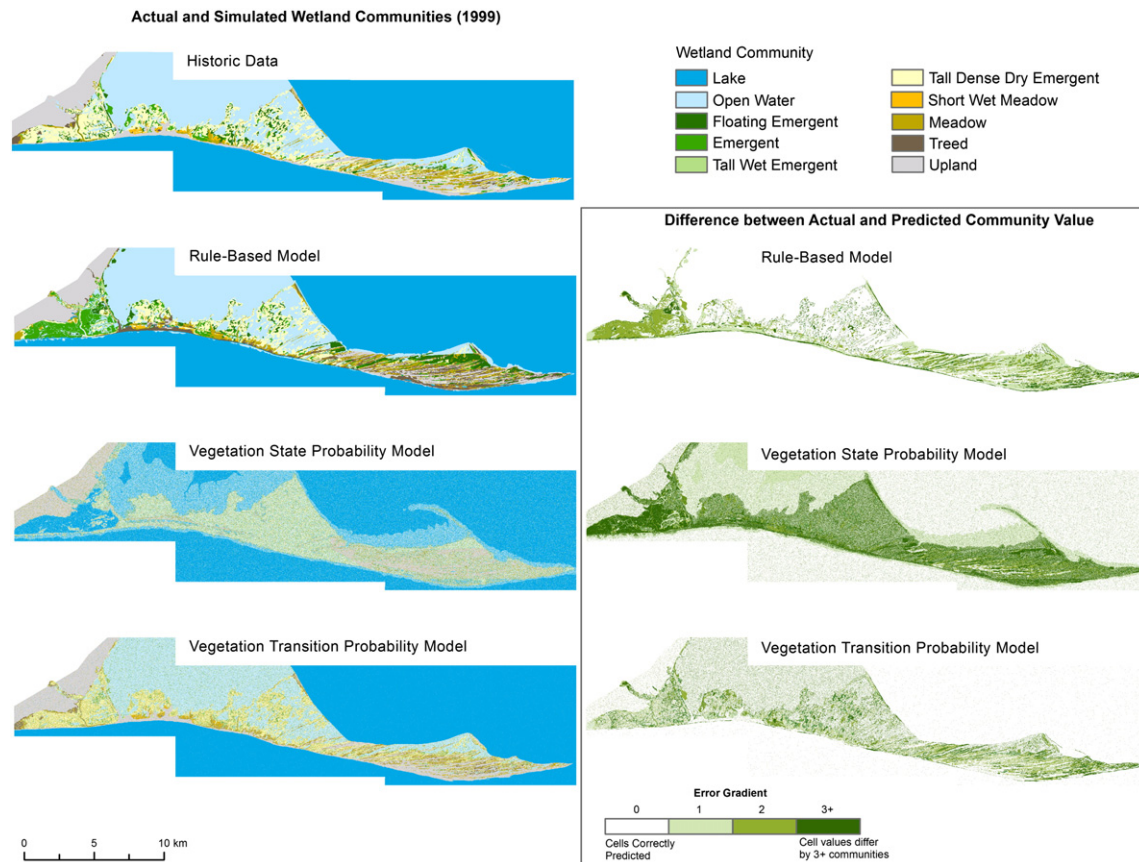 Actual and Simulated Wetland Communities (1999)
Historic Data
Wetland Community
Lake
Open Water
Floating Emergent
Emergent
Tall Wet Emergent
Tall Dense Dry Emergent
Short Wet Meadow
Meadow
Treed
Upland
Rule-Based Model
Vegetation State Probability Model
Vegetation Transition Probability Model
0 5 10 km
Difference between Actual and Predicted Community Value
Rule-Based Model
Vegetation State Probability Model
Vegetation Transition Probability Model
Error Gradient
0 1 2 3+
Cells Correctly
Predicted
Cell values differ
by 3+ communities